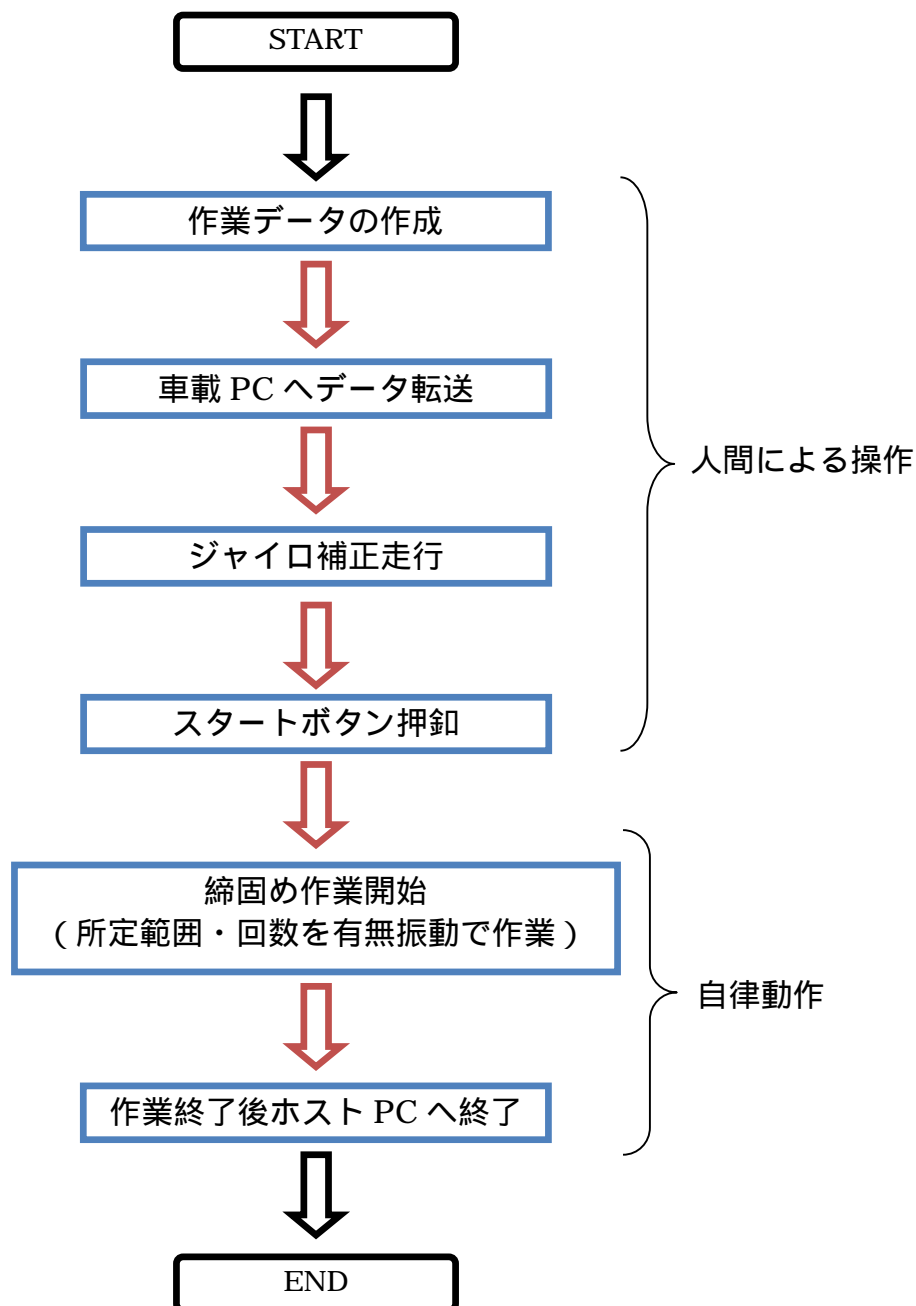 START
作業データの作成
車載 PC へデータ転送
人間による操作
ジャイロ補正走行
スタートボタン押釦
締固め作業開始
（所定範囲・回数を有無振動で作業）
自律動作
作業終了後ホスト PC へ終了
END